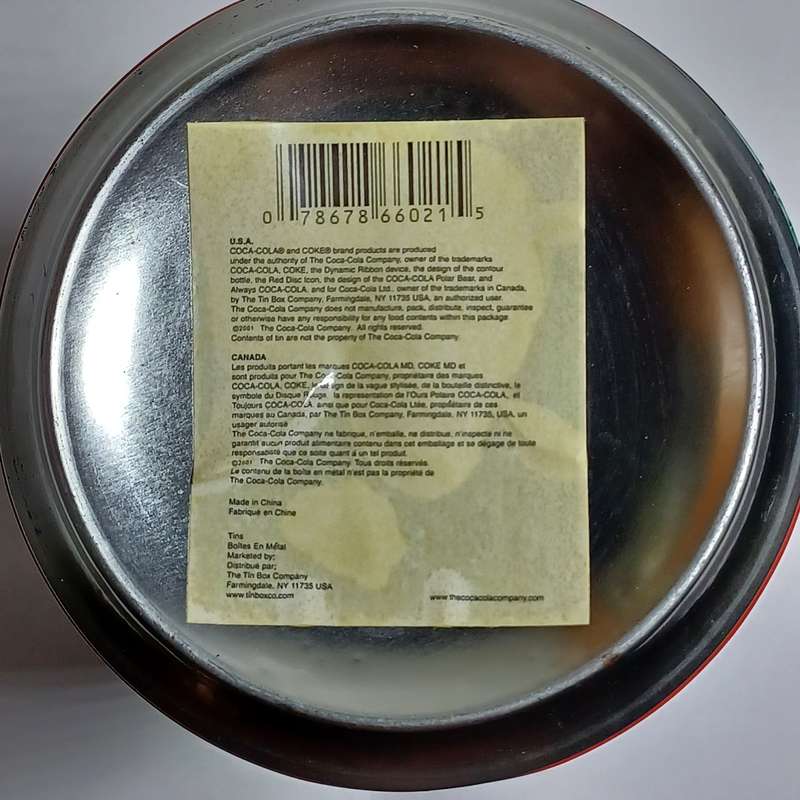 0 78678 66021 5
U.S.A.
COCA-COLA® and COKE® brand products are produced
under the authority of The Coca-Cola Company, owner of the trademarks
COCA-COLA, COKE, the Dynamic Ribbon device, the design of the contour
bottle, the Red Disc Icon, the design of the COCA-COLA Polar Bear, and
Always COCA-COLA, and for Coca-Cola Ltd., owner of the trademarks in Canada,
by The Tin Box Company, Farmingdale, NY 11735 USA, an authorized user.
The Coca-Cola Company does not manufacture, pack, distribute, inspect, guarantee
or otherwise have any responsibility for any food contents within this package
©2001 The Coca-Cola Company. All rights reserved.
Contents of tin are not the property of The Coca-Cola Company.
CANADA
Les produits portant les marques COCA-COLA MD, COKE MD et
sont produits pour The Coca-Cola Company, propriétaire des marques
COCA-COLA, COKE, le design de la vague stylisée, de la bouteille distinctive, le
symbole du Disque Rouge, la representation de l'Ours Polaire COCA-COLA, et
Toujours COCA-COLA ainsi que pour Coca-Cola Ltée, propriétaire de ces
marques au Canada, par The Tin Box Company, Farmingdale, NY 11735, USA, un
usager autorisé
The Coca-Cola Company ne fabrique, n'emballe, ne distribue, n'inspecte ni ne
garantit aucun produit alimentaire contenu dans cet emballage et se dégage de toute
responsabilité que ce soite quant à un tel produit.
©2001 The Coca-Cola Company. Tous droits réservés.
Le contenu de la boîte en métal n'est pas la propriété de
The Coca-Cola Company.
Made in China
Fabriqué en Chine
Tins
Boîtes En Métal
Marketed by;
Distribué par;
The Tin Box Company
Farmingdale, NY 11735 USA
www.tinboxco.com
www.thecocacolacompany.com